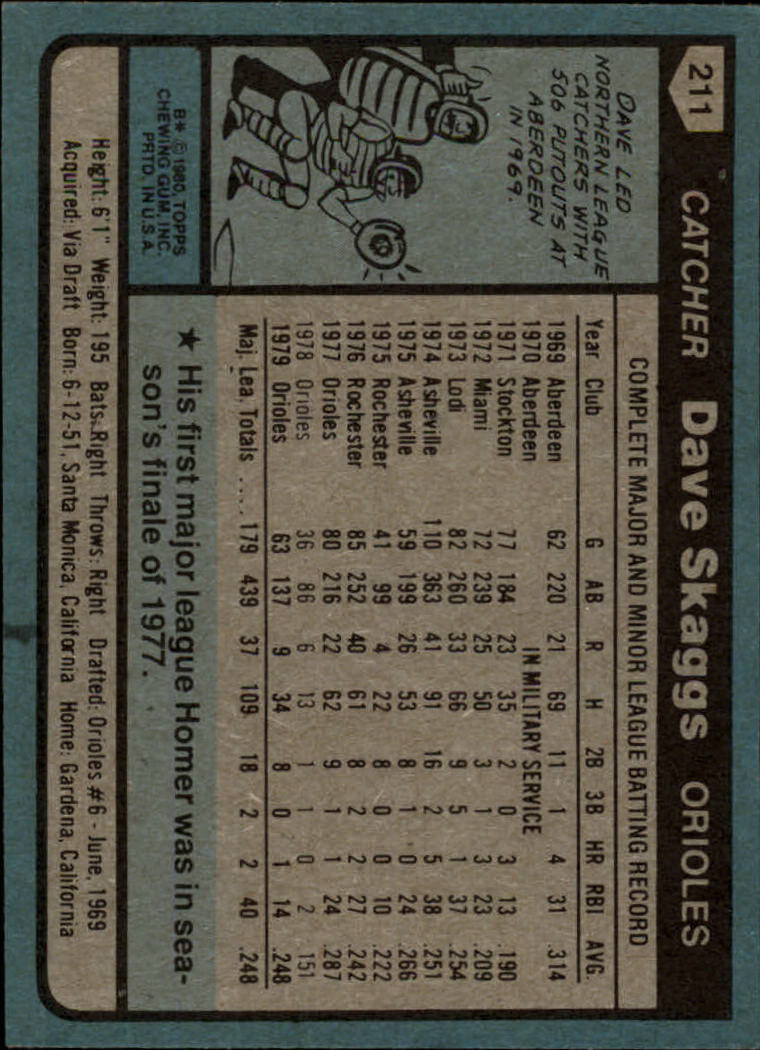 211
CATCHER Dave Skaggs ORIOLES
DAVE LED
NORTHERN LEAGUE
CATCHERS WITH
506 PUTOUTS AT
ABERDEEN
IN 1969.
B* © 1980, TOPPS
CHEWING GUM, INC.
PRTD. IN U.S.A.
COMPLETE MAJOR AND MINOR LEAGUE BATTING RECORD
Year Club G AB R H 2B 3B HR RBI AVG.
1969 Aberdeen 62 220 21 69 11 1 4 31 .314
1970 Aberdeen IN MILITARY SERVICE
1971 Stockton 77 184 23 35 2 0 3 13 .190
1972 Miami 72 239 25 50 3 1 3 23 .209
1973 Lodi 82 260 33 66 9 5 1 37 .254
1974 Asheville 110 363 41 91 16 2 5 38 .251
1975 Asheville 59 199 26 53 8 1 0 24 .266
1975 Rochester 41 99 4 22 8 0 0 10 .222
1976 Rochester 85 252 40 61 8 2 2 27 .242
1977 Orioles 80 216 22 62 9 1 1 24 .287
1978 Orioles 36 86 6 13 1 1 0 2 .151
1979 Orioles 63 137 9 34 8 0 1 14 .248
Maj. Lea. Totals .... 179 439 37 109 18 2 2 40 .248
★ His first major league Homer was in sea-
son's finale of 1977.
Height: 6'1" Weight: 195 Bats: Right Throws: Right Drafted: Orioles #6 - June, 1969
Acquired: Via Draft Born: 6-12-51, Santa Monica, California Home: Gardena, California